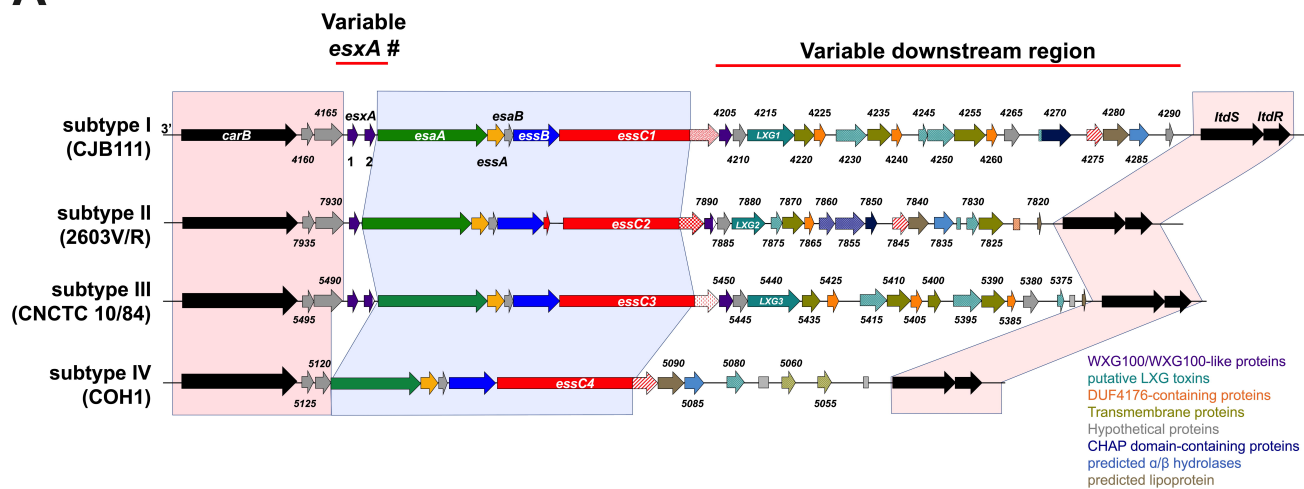 A
Variable
esxA #
Variable downstream region
subtype I
(CJB111)
3'
carB
4165
4160
esxA
1 2
esaA
esaB
essA
essB
essC1
4205 4215 4225 4235 4245 4255 4265 4270 4280 4290
LXG1
4210 4220 4230 4240 4250 4260 4275 4285
ltdS ltdR
subtype II
(2603V/R)
7930
7935
essC2
7890 7880 7870 7860 7850 7840 7830 7820
LXG2
7885 7875 7865 7855 7845 7835 7825
subtype III
(CNCTC 10/84)
5490
5495
essC3
5450 5440 5425 5410 5400 5390 5380 5375
LXG3
5445 5435 5415 5405 5395 5385
subtype IV
(COH1)
5120
5125
essC4
5090 5080 5060
5085 5055
WXG100/WXG100-like proteins
putative LXG toxins
DUF4176-containing proteins
Transmembrane proteins
Hypothetical proteins
CHAP domain-containing proteins
predicted α/β hydrolases
predicted lipoprotein